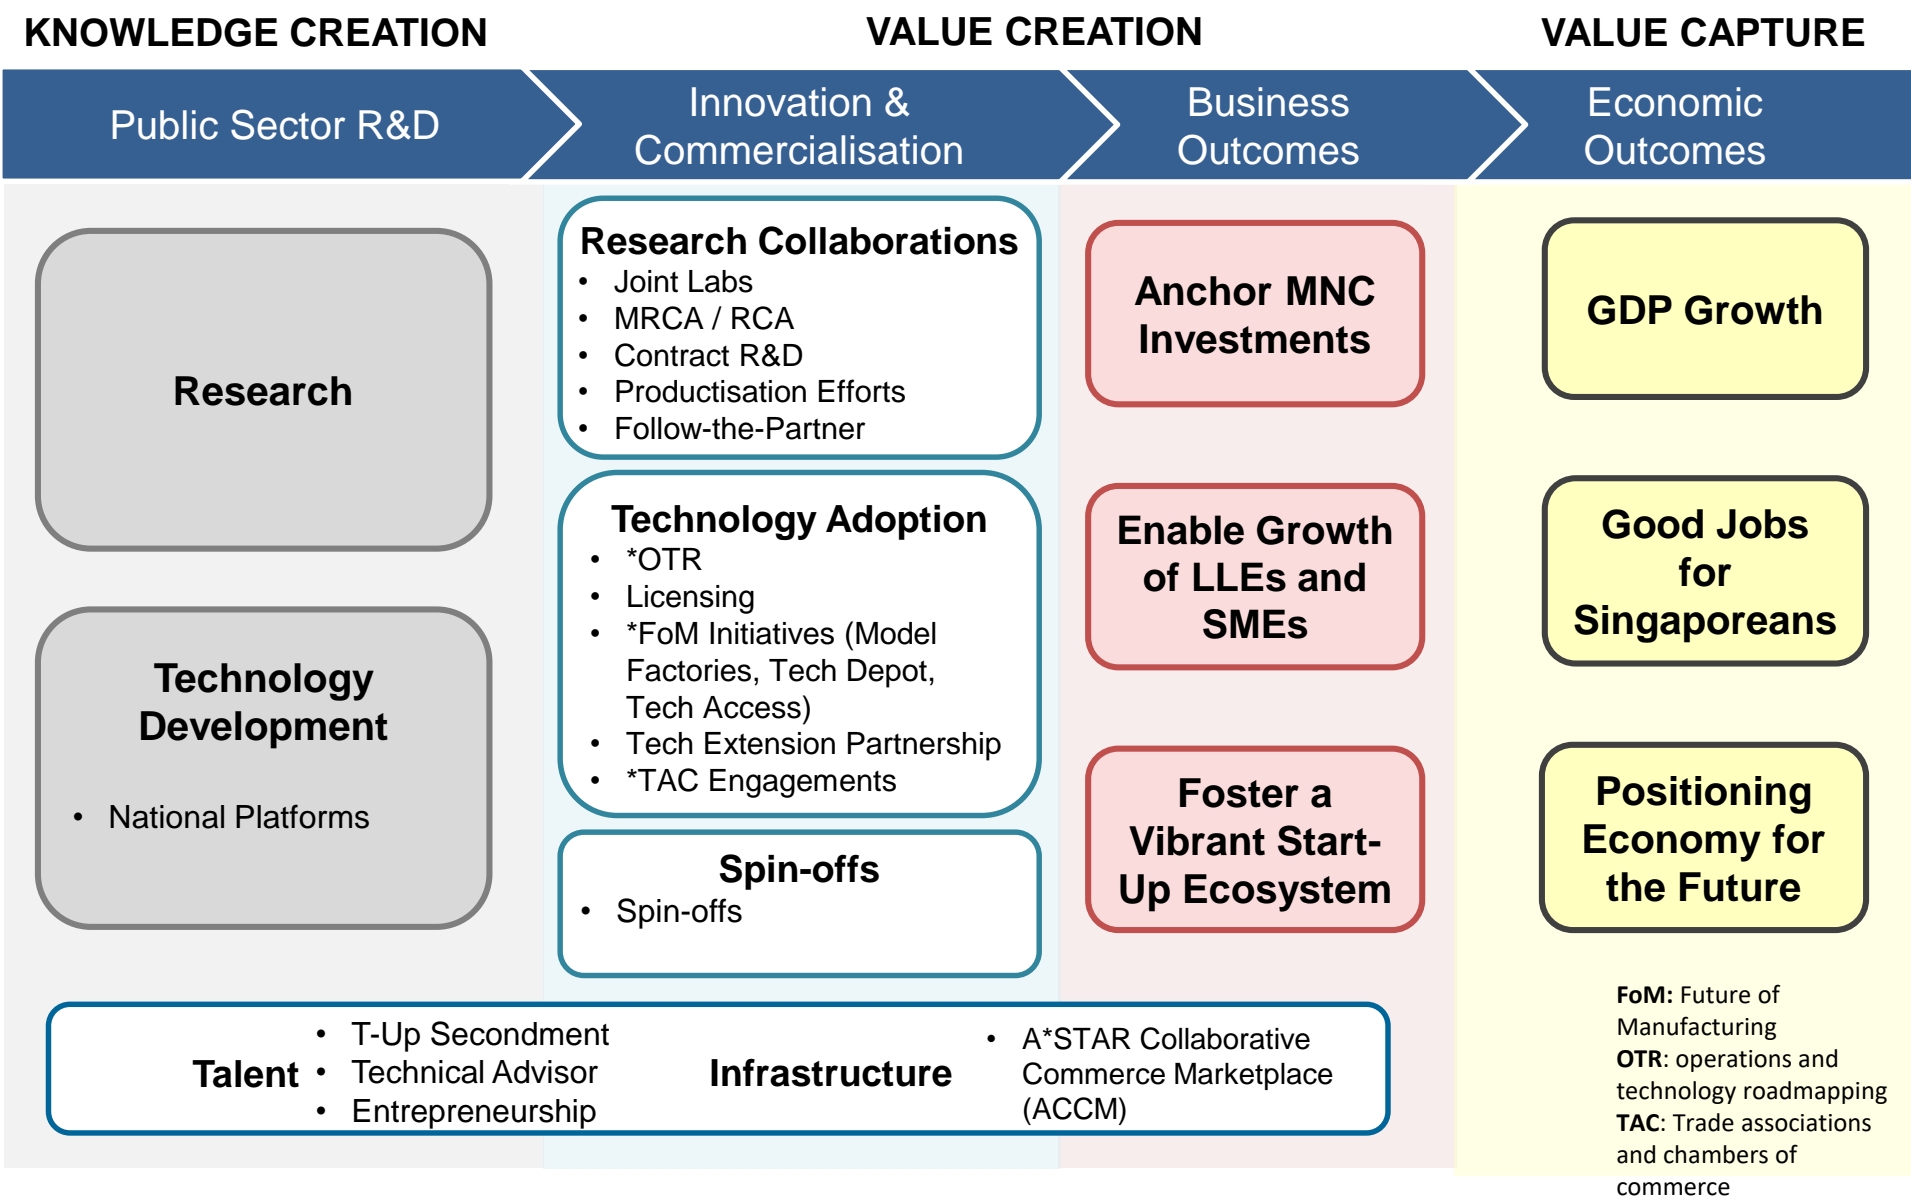 KNOWLEDGE CREATION
VALUE CREATION
VALUE CAPTURE
Public Sector R&D
Innovation &
Commercialisation
Business
Outcomes
Economic
Outcomes
Research
Technology
Development
• National Platforms
Research Collaborations
• Joint Labs
• MRCA / RCA
• Contract R&D
• Productisation Efforts
• Follow-the-Partner
Technology Adoption
• *OTR
• Licensing
• *FoM Initiatives (Model
Factories, Tech Depot,
Tech Access)
• Tech Extension Partnership
• *TAC Engagements
Spin-offs
• Spin-offs
Anchor MNC
Investments
Enable Growth
of LLEs and
SMEs
Foster a
Vibrant Start-
Up Ecosystem
GDP Growth
Good Jobs
for
Singaporeans
Positioning
Economy for
the Future
Talent
• T-Up Secondment
• Technical Advisor
• Entrepreneurship
Infrastructure
• A*STAR Collaborative
Commerce Marketplace
(ACCM)
FoM: Future of
Manufacturing
OTR: operations and
technology roadmapping
TAC: Trade associations
and chambers of
commerce